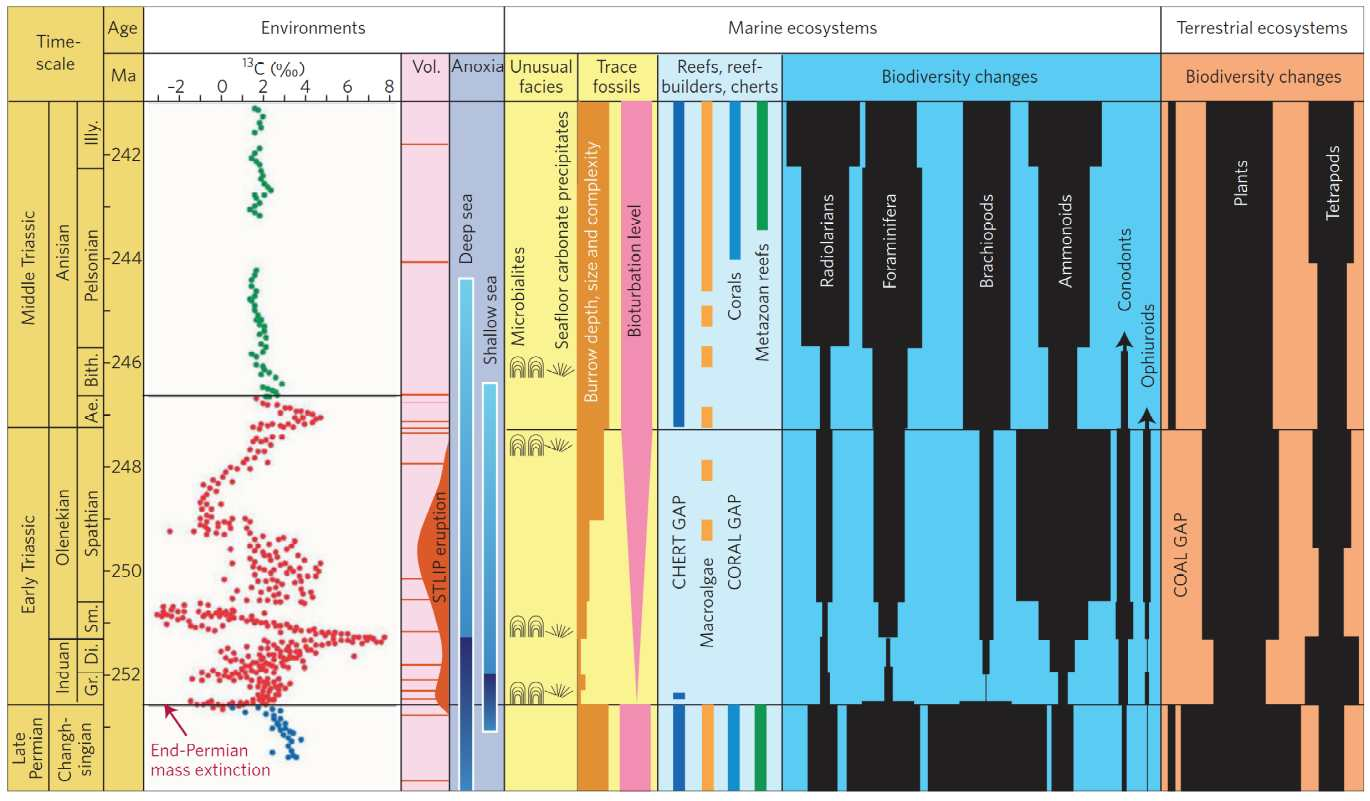 Time-
scale
Age
Ma
Environments
Marine ecosystems
Terrestrial ecosystems
¹³C (‰)
−2 0 2 4 6 8
Vol.
Anoxia
Unusual
facies
Trace
fossils
Reefs, reef-
builders, cherts
Biodiversity changes
Biodiversity changes
Middle Triassic
Early Triassic
Late
Permian
Anisian
Olenekian
Induan
Changh-
singian
Illy.
Pelsonian
Bith.
Ae.
Spathian
Sm.
Di.
Gr.
242
244
246
248
250
252
End-Permian
mass extinction
STLIP eruption
Deep sea
Shallow sea
Microbialites
Seafloor carbonate precipitates
Burrow depth, size and complexity
Bioturbation level
CHERT GAP
Macroalgae
CORAL GAP
Corals
Metazoan reefs
Radiolarians
Foraminifera
Brachiopods
Ammonoids
Conodonts
Ophiuroids
COAL GAP
Plants
Tetrapods